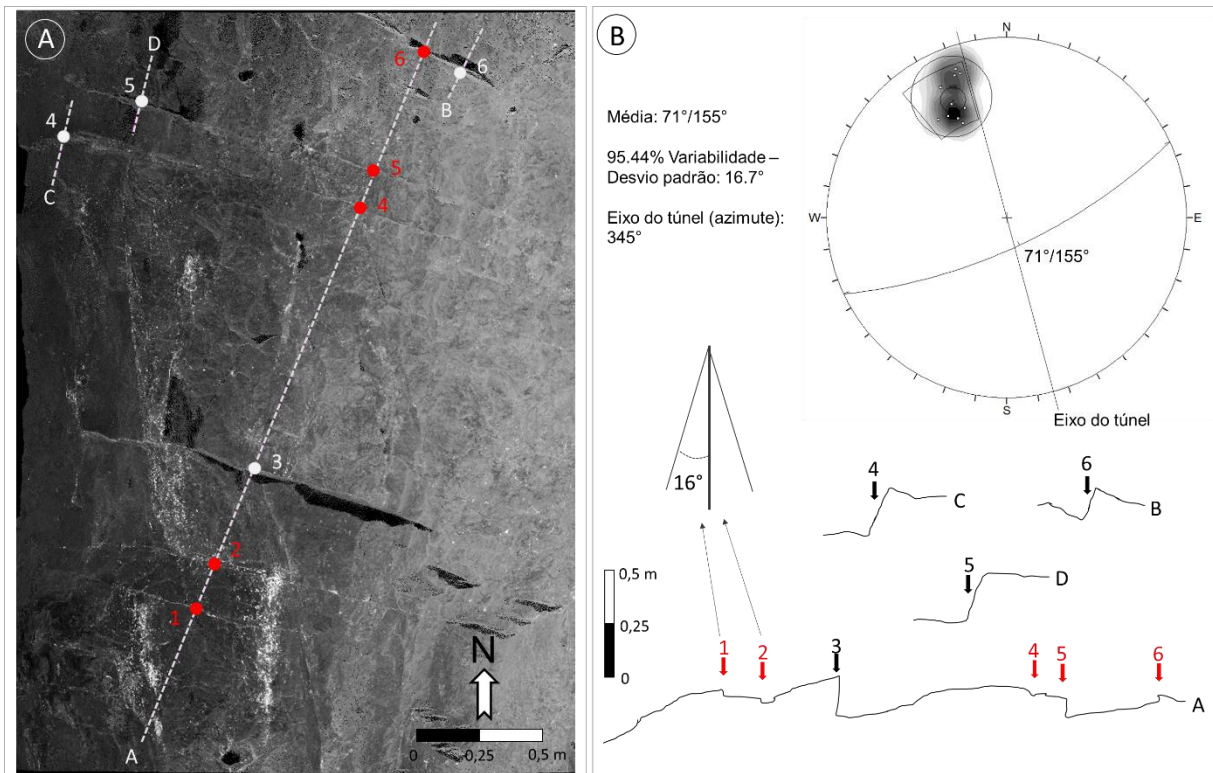 A
D
5
4
C
6
6
B
5
4
3
2
1
A
N
0 0,25 0,5 m
B
Média: 71°/155°
95.44% Variabilidade –
Desvio padrão: 16.7°
Eixo do túnel (azimute):
345°
N
W
E
S
71°/155°
Eixo do túnel
16°
4
C
6
B
5
D
0,5 m
0,25
0
1 2 3 4 5 6
A